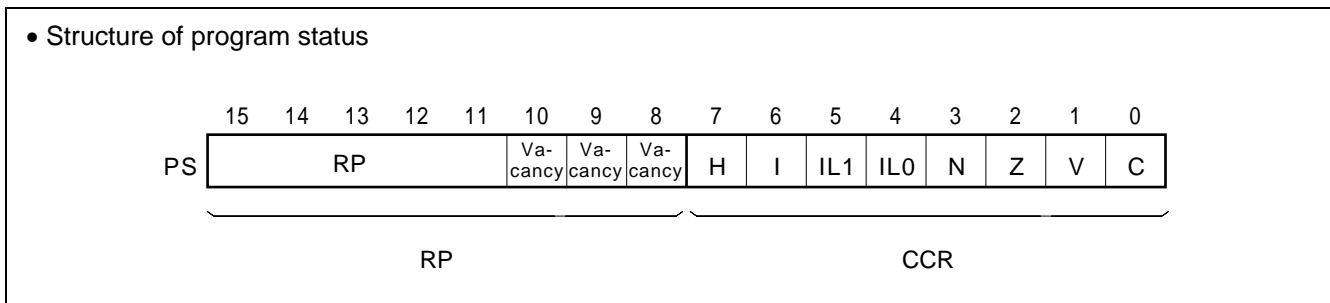 • Structure of program status
15 14 13 12 11 10 9 8 7 6 5 4 3 2 1 0
PS RP Va-cancy Va-cancy Va-cancy H I IL1 IL0 N Z V C
RP CCR